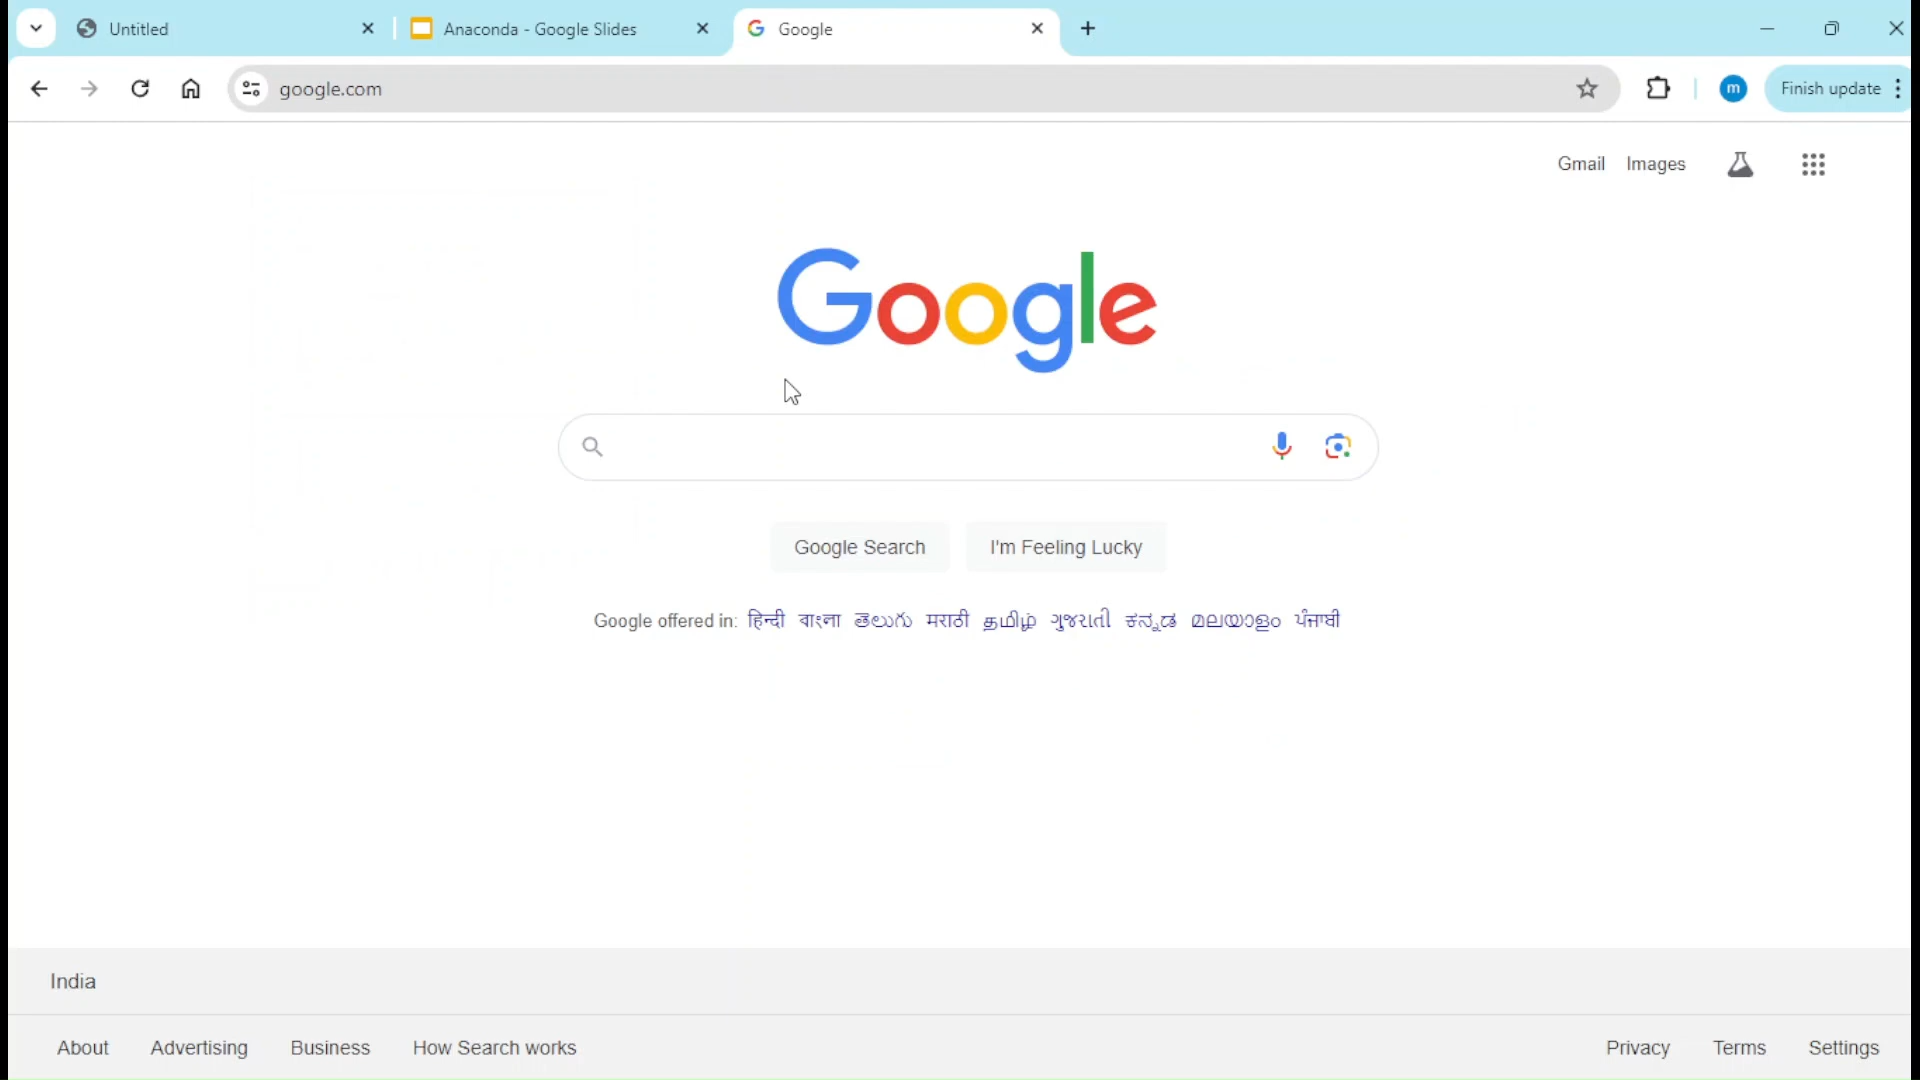 Untitled
Anaconda - Google Slides
Google
google.com
m
Finish update
Gmail Images
Google
Google Search I'm Feeling Lucky
Google offered in: हिन्दी বাংলা తెలుగు मराठी தமிழ் ગુજરાતી ಕನ್ನಡ മലയാളം ਪੰਜਾਬੀ
India
About Advertising Business How Search works Privacy Terms Settings